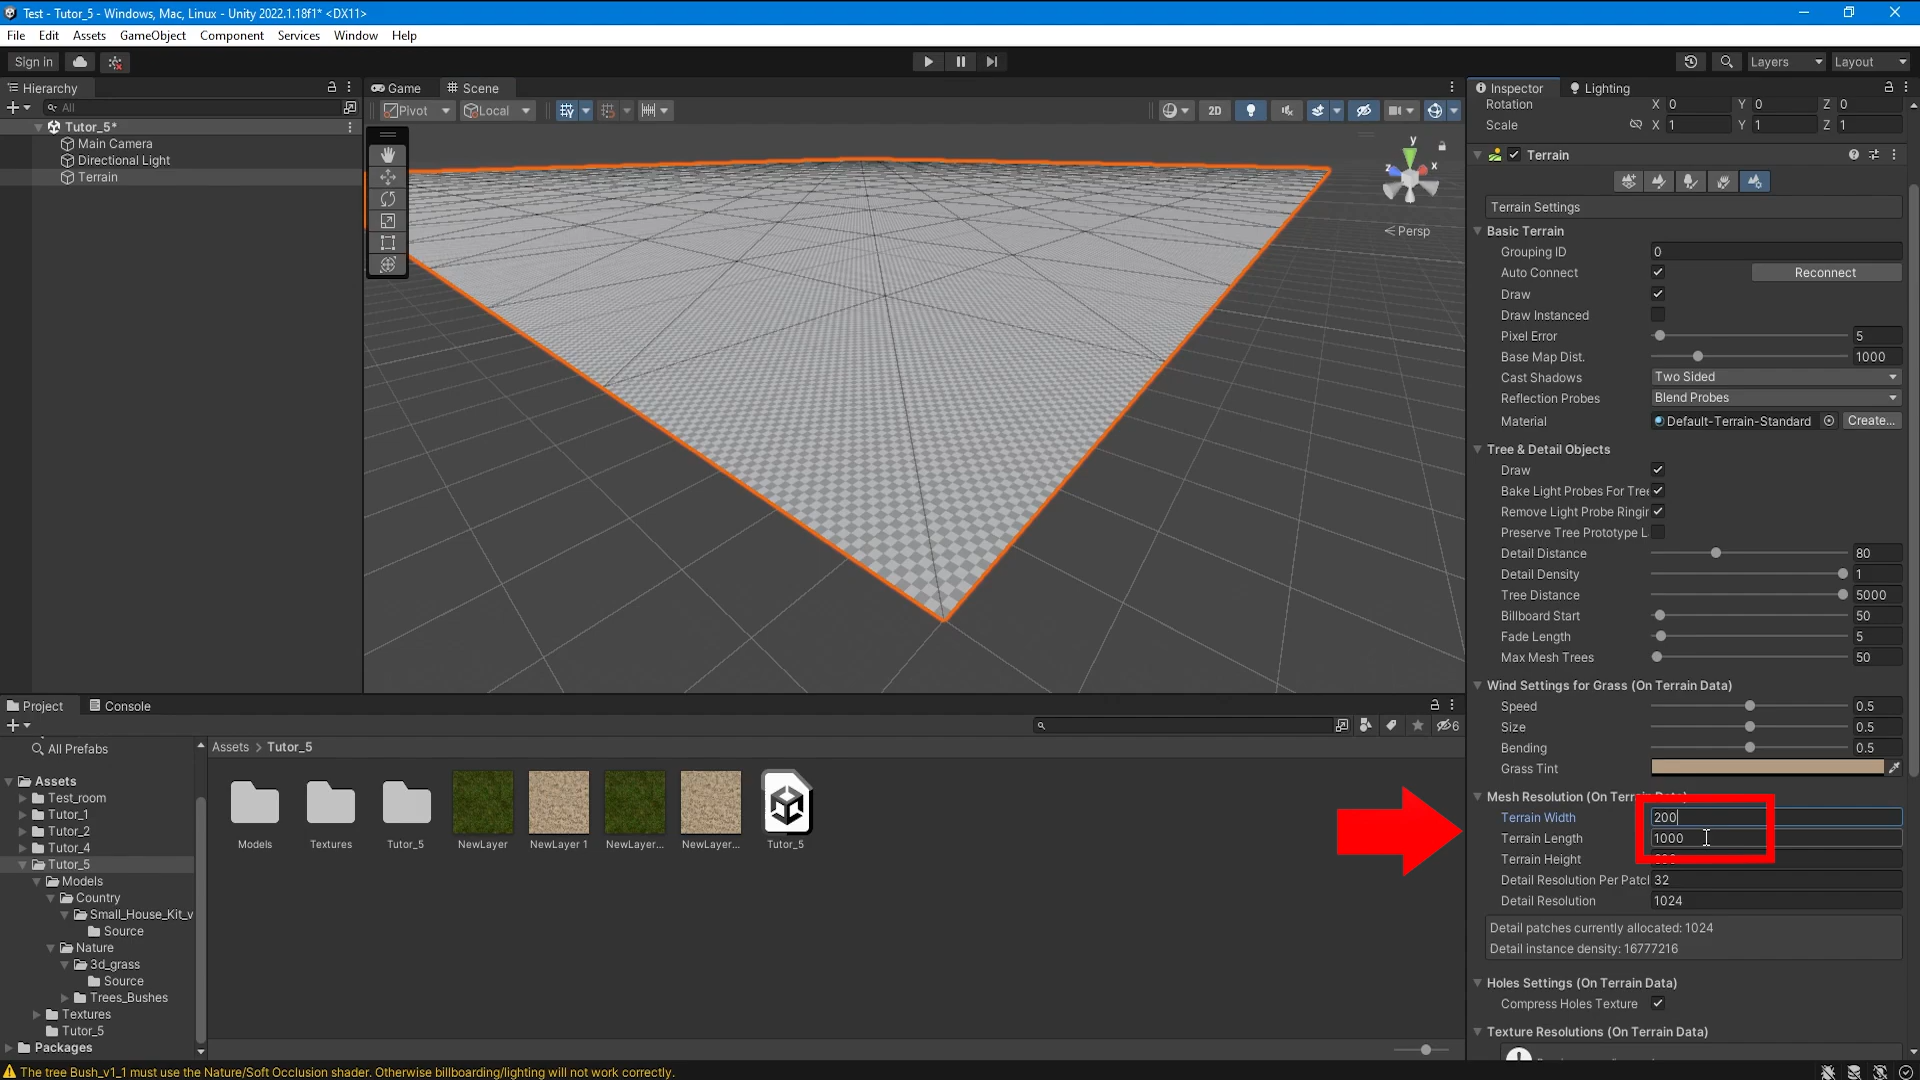 Test - Tutor_5 - Windows, Mac, Linux - Unity 2022.1.18f1* <DX11>
File Edit Assets GameObject Component Services Window Help
Sign in Layers Layout
Hierarchy Game Scene Inspector Lighting
All Pivot Local 2D
Rotation X 0 Y 0 Z 0
Scale X 1 Y 1 Z 1
Tutor_5*
Main Camera
Directional Light
Terrain
y
z x
Persp
Terrain
Terrain Settings
Basic Terrain
Grouping ID 0
Auto Connect Reconnect
Draw
Draw Instanced
Pixel Error 5
Base Map Dist. 1000
Cast Shadows Two Sided
Reflection Probes Blend Probes
Material Default-Terrain-Standard Create...
Tree & Detail Objects
Draw
Bake Light Probes For Tree
Remove Light Probe Ringir
Preserve Tree Prototype L
Detail Distance 80
Detail Density 1
Tree Distance 5000
Billboard Start 50
Fade Length 5
Max Mesh Trees 50
Wind Settings for Grass (On Terrain Data)
Speed 0.5
Size 0.5
Bending 0.5
Grass Tint
Mesh Resolution (On Terrain Data)
Terrain Width 200
Terrain Length 1000
Terrain Height
Detail Resolution Per Patcl 32
Detail Resolution 1024
Detail patches currently allocated: 1024
Detail instance density: 16777216
Holes Settings (On Terrain Data)
Compress Holes Texture
Texture Resolutions (On Terrain Data)
Project Console
6
All Prefabs
Assets
Test_room
Tutor_1
Tutor_2
Tutor_4
Tutor_5
Models
Country
Small_House_Kit_v
Source
Nature
3d_grass
Source
Trees_Bushes
Textures
Tutor_5
Packages
Assets > Tutor_5
Models Textures Tutor_5 NewLayer NewLayer 1 NewLayer... NewLayer... Tutor_5
The tree Bush_v1_1 must use the Nature/Soft Occlusion shader. Otherwise billboarding/lighting will not work correctly.